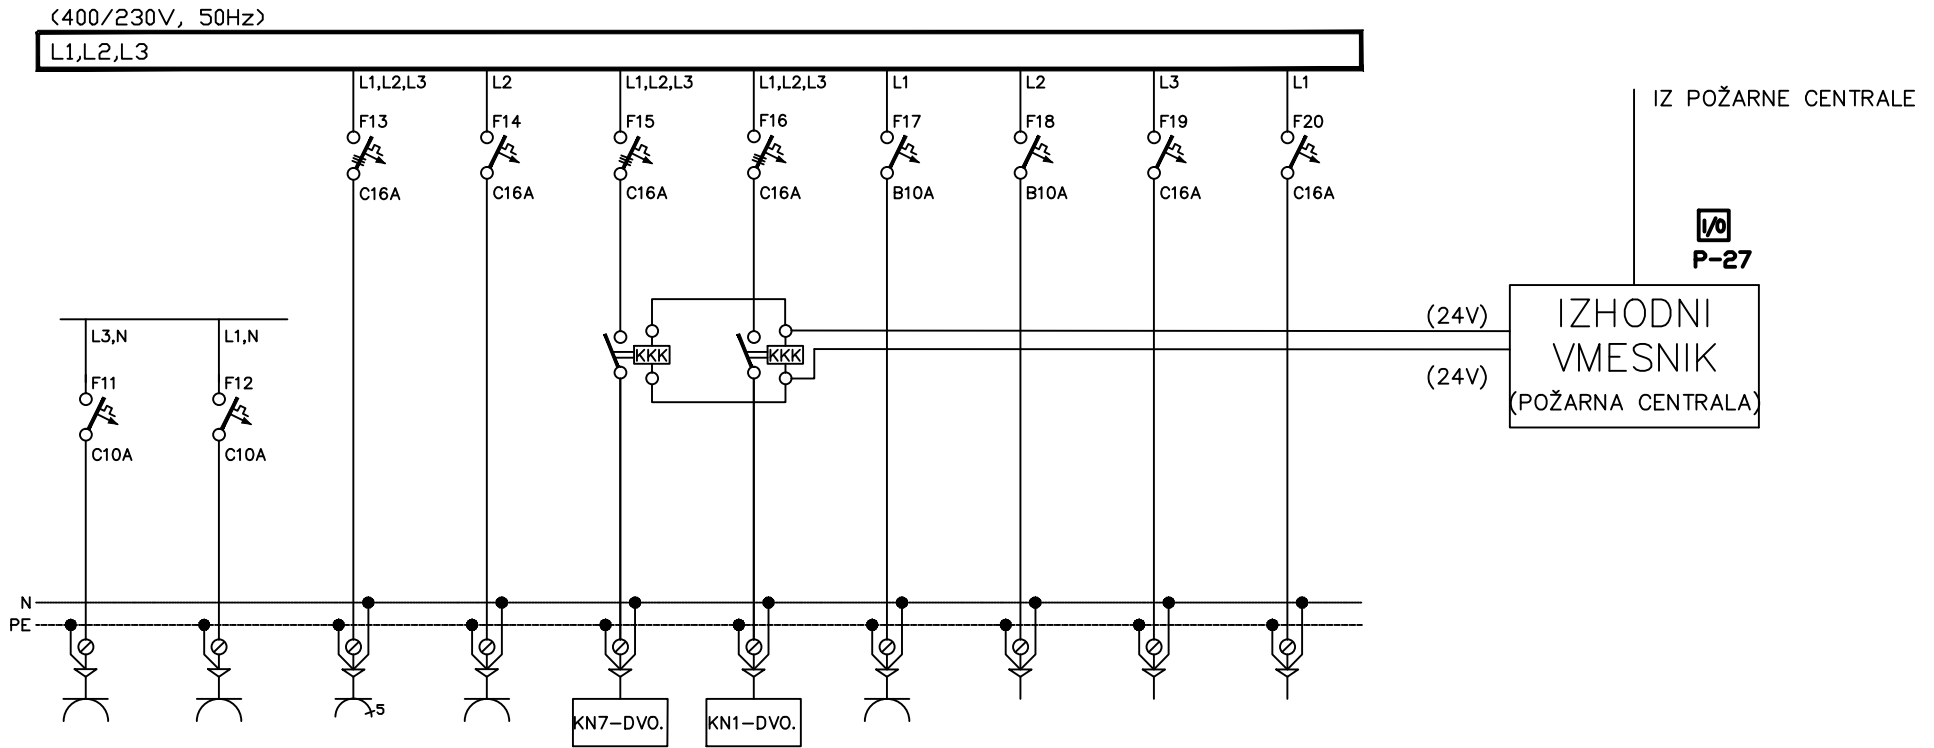 (400/230V, 50Hz)
L1,L2,L3
L1,L2,L3
L2
L1,L2,L3
L1,L2,L3
L1
L2
L3
L1
IZ POŽARNE CENTRALE
F13
F14
F15
F16
F17
F18
F19
F20
C16A
C16A
C16A
C16A
B10A
B10A
C16A
C16A
I/O
P-27
L3,N
L1,N
KKK
KKK
(24V)
(24V)
IZHODNI
VMESNIK
(POŽARNA CENTRALA)
F11
F12
C10A
C10A
N
PE
5
KN7-DVO.
KN1-DVO.